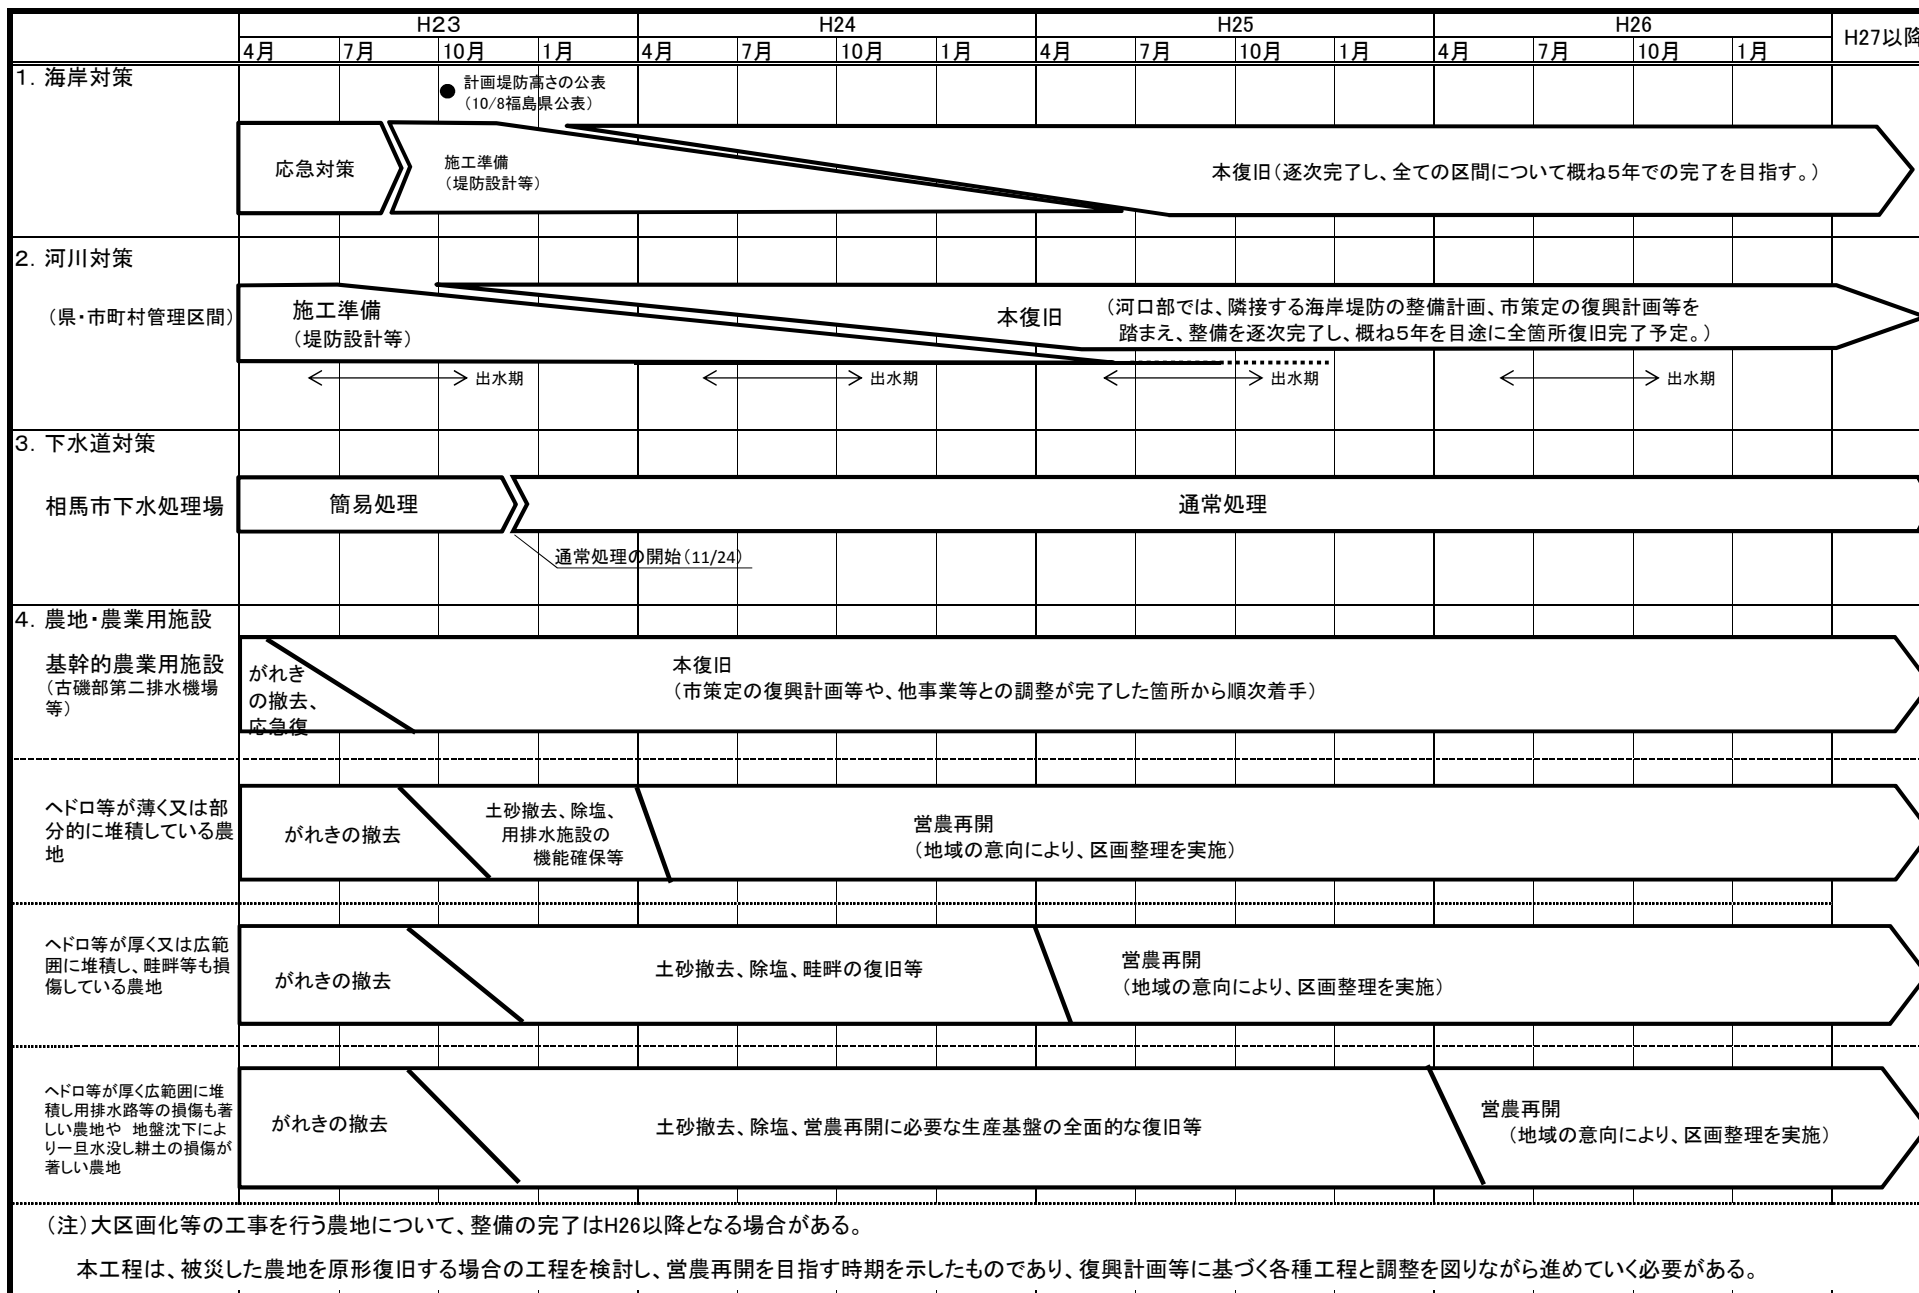 H23 H24 H25 H26 H27以降
4月 7月 10月 1月 4月 7月 10月 1月 4月 7月 10月 1月 4月 7月 10月 1月
1. 海岸対策
● 計画堤防高さの公表
(10/8福島県公表)
応急対策
施工準備
(堤防設計等)
本復旧(逐次完了し、全ての区間について概ね5年での完了を目指す。)
2. 河川対策
(県・市町村管理区間)
施工準備
(堤防設計等)
本復旧
(河口部では、隣接する海岸堤防の整備計画、市策定の復興計画等を
踏まえ、整備を逐次完了し、概ね5年を目途に全箇所復旧完了予定。)
出水期 出水期 出水期 出水期
3. 下水道対策
相馬市下水処理場
簡易処理
通常処理
通常処理の開始(11/24)
4. 農地・農業用施設
基幹的農業用施設
(古磯部第二排水機場
等)
がれき
の撤去、
応急復
本復旧
(市策定の復興計画等や、他事業等との調整が完了した箇所から順次着手)
ヘドロ等が薄く又は部
分的に堆積している農
地
がれきの撤去
土砂撤去、除塩、
用排水施設の
機能確保等
営農再開
(地域の意向により、区画整理を実施)
ヘドロ等が厚く又は広範
囲に堆積し、畦畔等も損
傷している農地
がれきの撤去
土砂撤去、除塩、畦畔の復旧等
営農再開
(地域の意向により、区画整理を実施)
ヘドロ等が厚く広範囲に堆
積し用排水路等の損傷も著
しい農地や 地盤沈下によ
り一旦水没し耕土の損傷が
著しい農地
がれきの撤去
土砂撤去、除塩、営農再開に必要な生産基盤の全面的な復旧等
営農再開
(地域の意向により、区画整理を実施)
(注)大区画化等の工事を行う農地について、整備の完了はH26以降となる場合がある。
本工程は、被災した農地を原形復旧する場合の工程を検討し、営農再開を目指す時期を示したものであり、復興計画等に基づく各種工程と調整を図りながら進めていく必要がある。